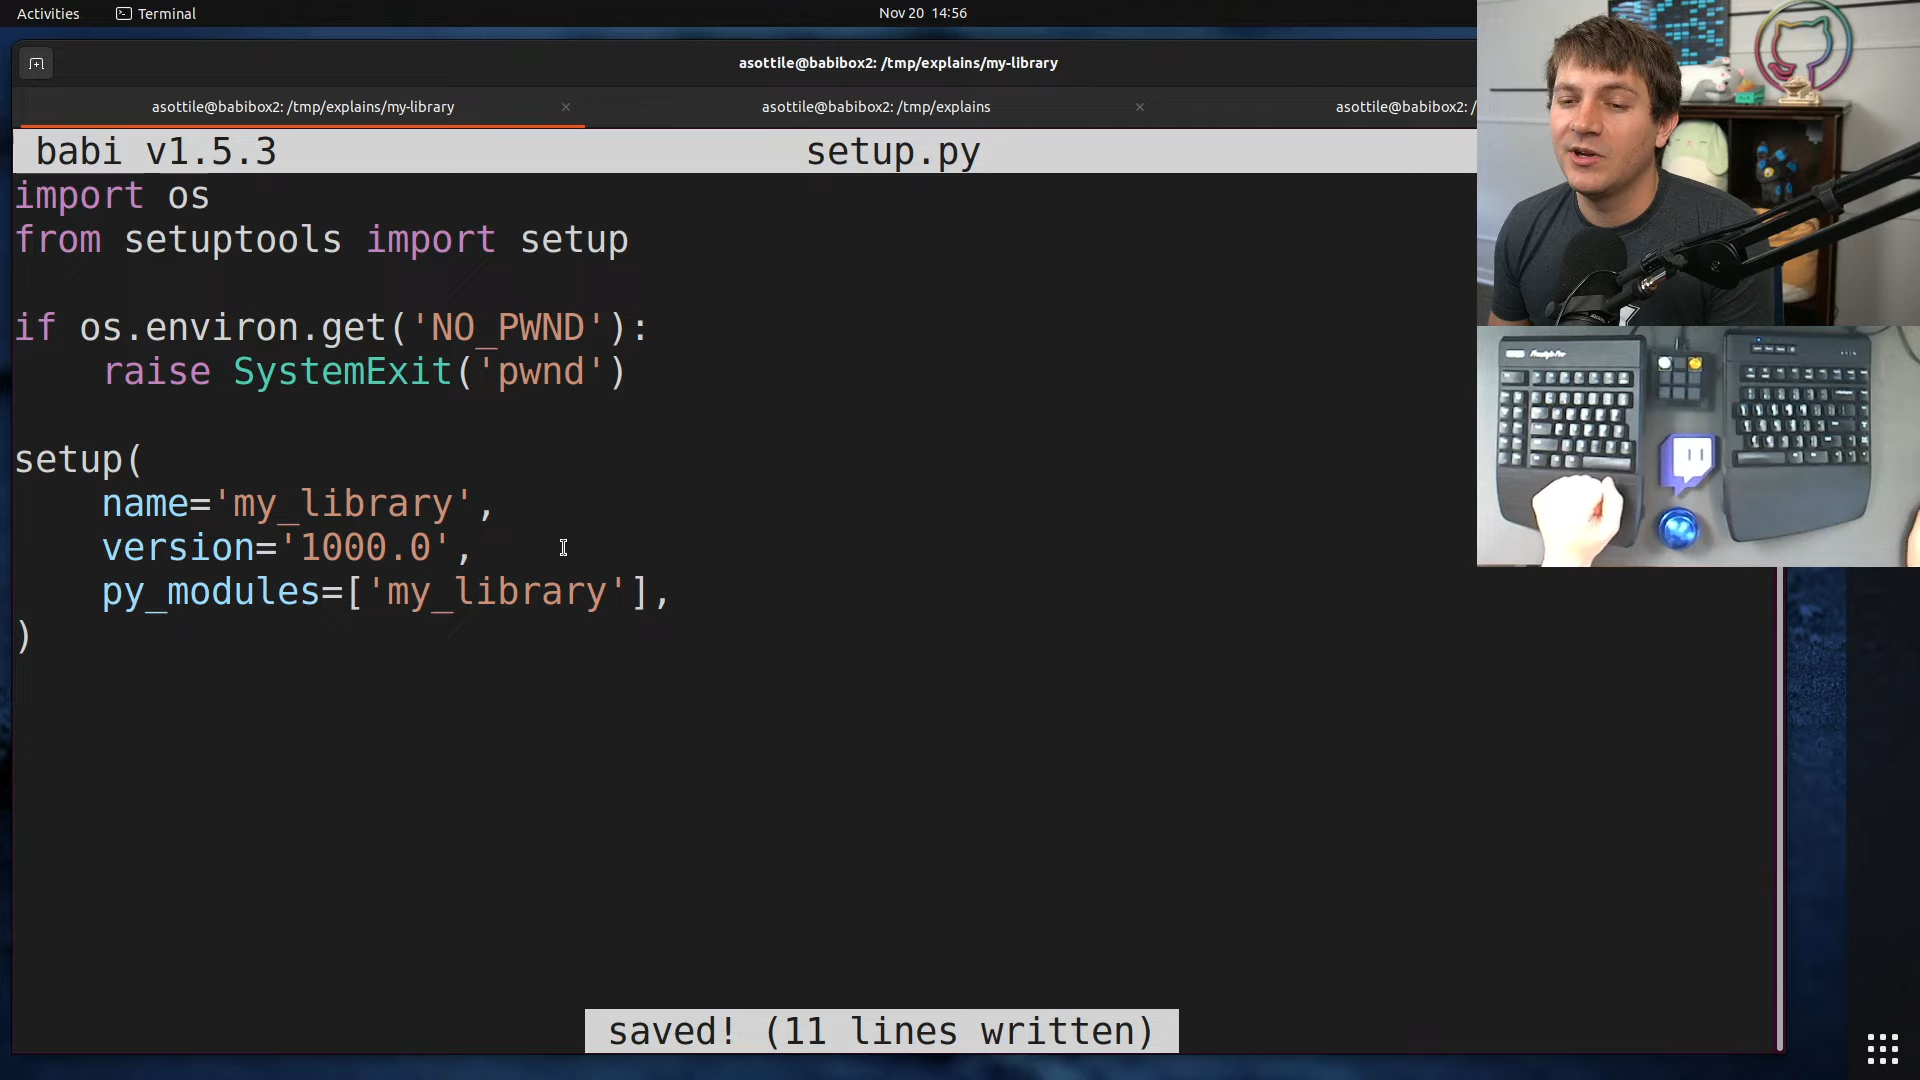 Activities
Terminal
Nov 20 14:56
asottile@babibox2: /tmp/explains/my-library
asottile@babibox2: /tmp/explains/my-library
asottile@babibox2: /tmp/explains
asottile@babibox2: /
babi v1.5.3
setup.py
import os
from setuptools import setup
if os.environ.get('NO_PWND'):
    raise SystemExit('pwnd')
setup(
    name='my_library',
    version='1000.0',
    py_modules=['my_library'],
)
saved! (11 lines written)